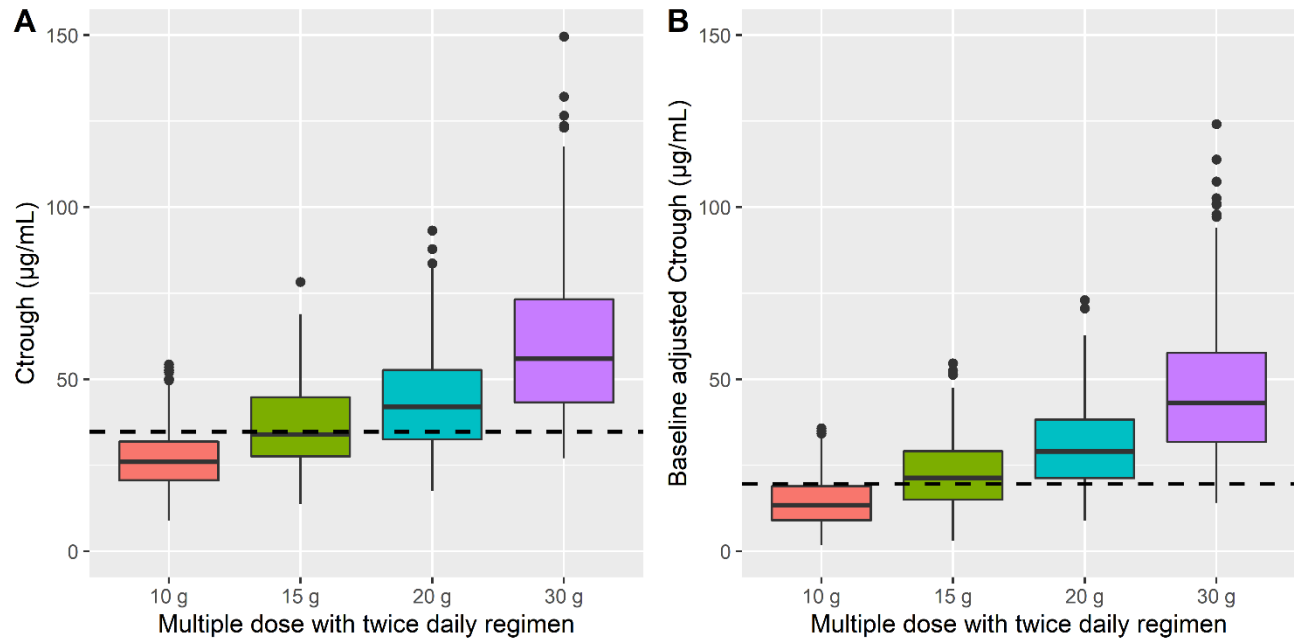 A
150
100
50
0
Ctrough (µg/mL)
10 g 15 g 20 g 30 g
Multiple dose with twice daily regimen
B
150
100
50
0
Baseline adjusted Ctrough (µg/mL)
10 g 15 g 20 g 30 g
Multiple dose with twice daily regimen